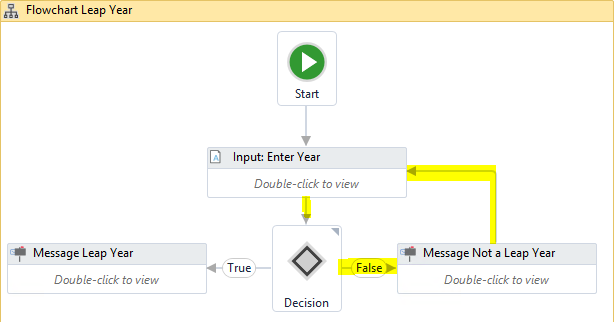 Flowchart Leap Year
Start
Input: Enter Year
Double-click to view
Message Leap Year
Double-click to view
True
Decision
False
Message Not a Leap Year
Double-click to view